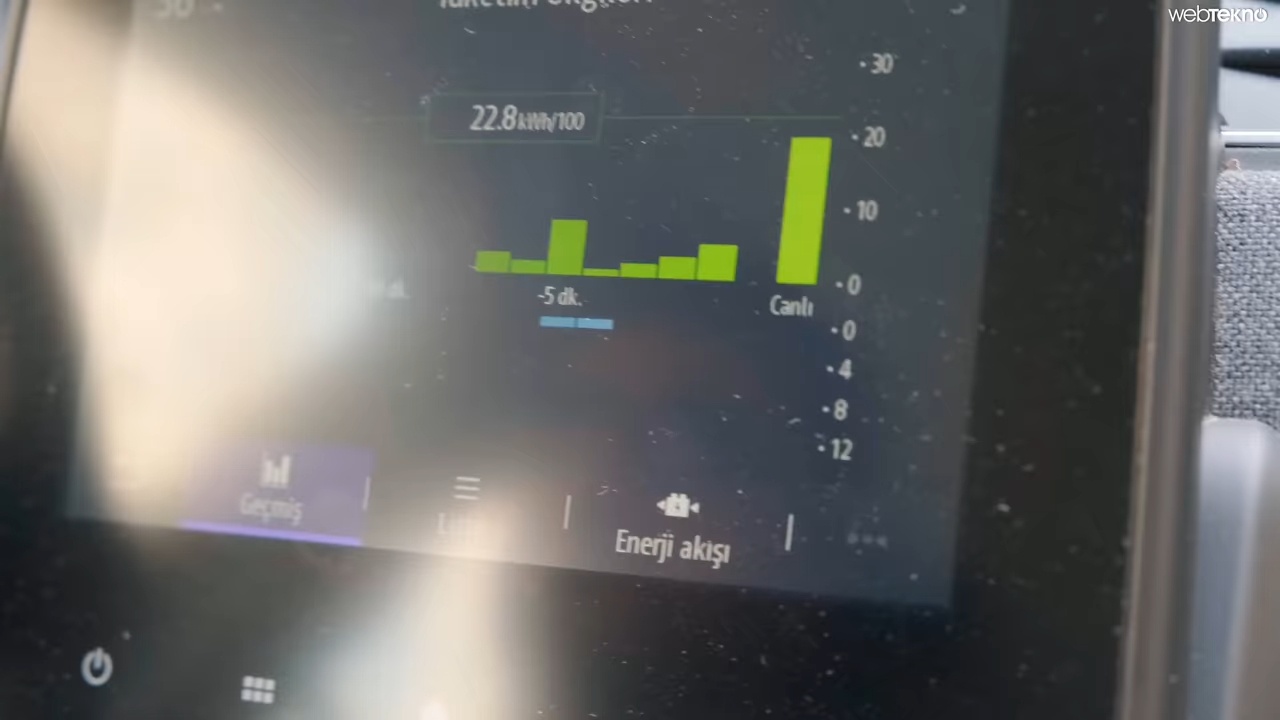 webtekno
30
22.8 kWh/100
20
10
0
-5 dk.
Canlı
0
4
8
12
Geçmiş
Enerji akışı